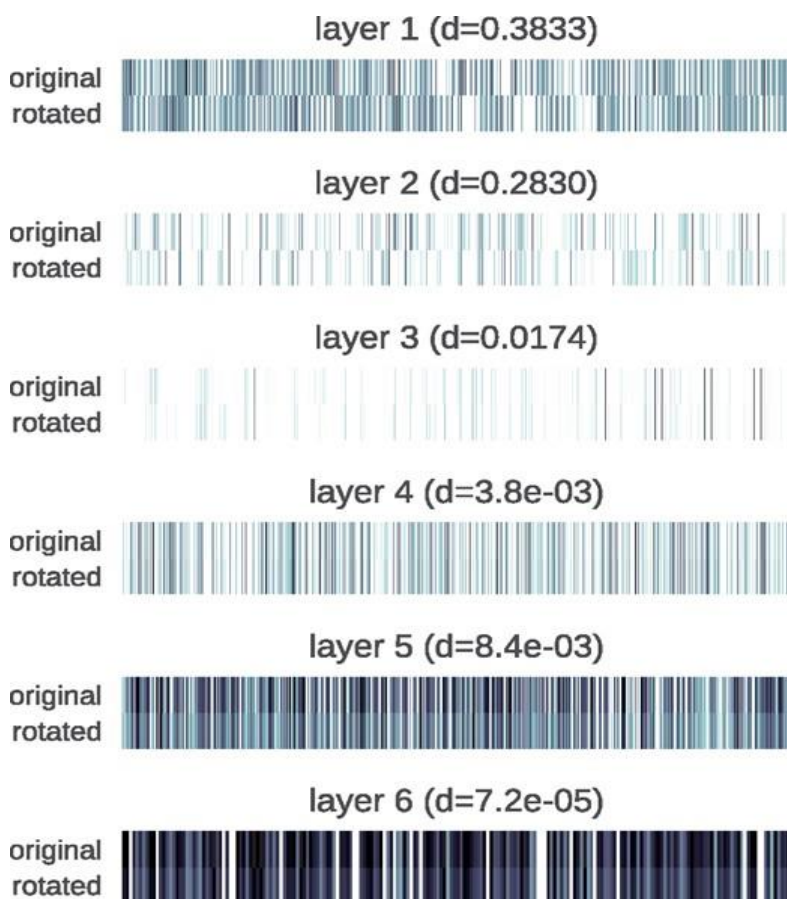 layer 1 (d=0.3833)
original
rotated
layer 2 (d=0.2830)
original
rotated
layer 3 (d=0.0174)
original
rotated
layer 4 (d=3.8e-03)
original
rotated
layer 5 (d=8.4e-03)
original
rotated
layer 6 (d=7.2e-05)
original
rotated